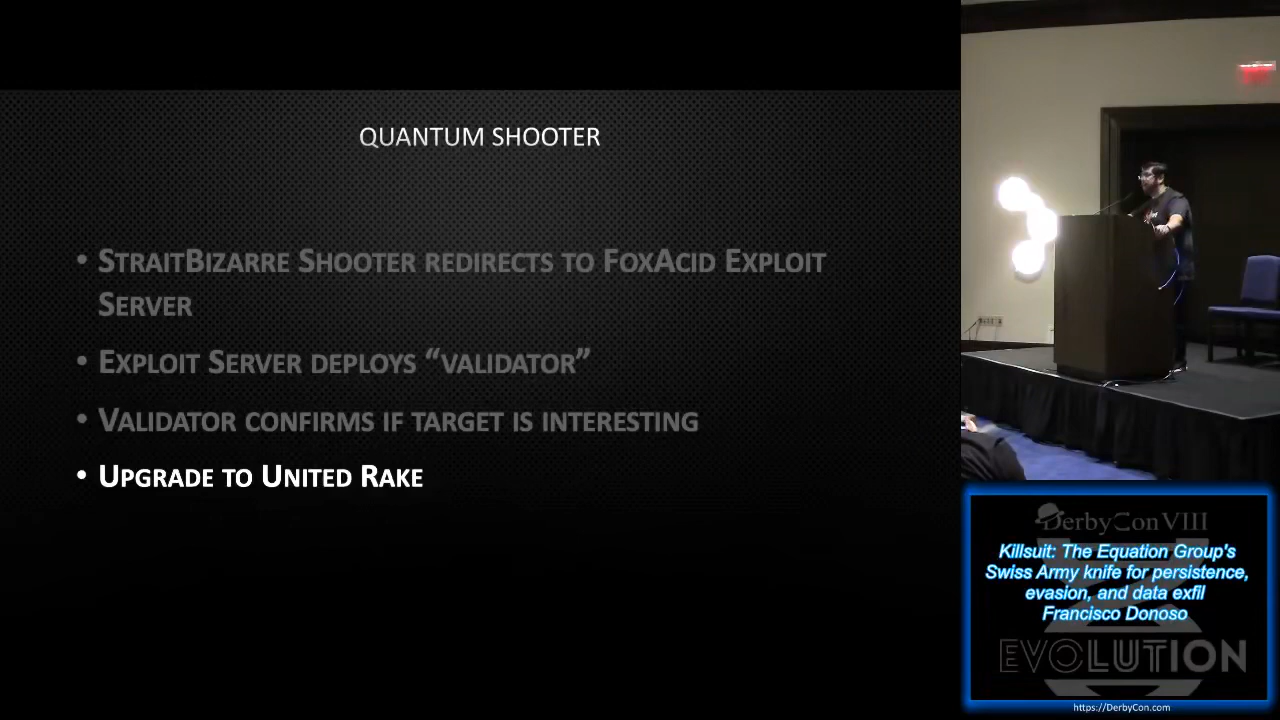 QUANTUM SHOOTER
• STRAITBIZARRE SHOOTER REDIRECTS TO FOXACID EXPLOIT
SERVER
• EXPLOIT SERVER DEPLOYS “VALIDATOR”
• VALIDATOR CONFIRMS IF TARGET IS INTERESTING
• UPGRADE TO UNITED RAKE
DerbyCon VIII
Killsuit: The Equation Group's
Swiss Army knife for persistence,
evasion, and data exfil
Francisco Donoso
EVOLUTION
https://DerbyCon.com